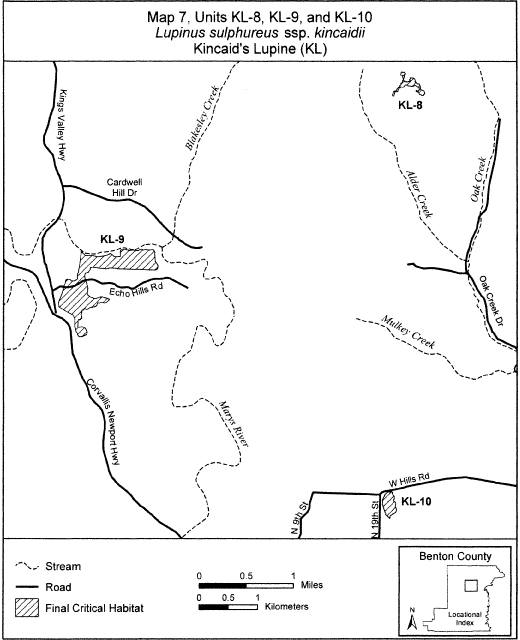 Map 7, Units KL-8, KL-9, and KL-10
Lupinus sulphureus ssp. kincaidii
Kincaid's Lupine (KL)
Kings Valley Hwy
Blakesley Creek
KL-8
Cardwell
Hill Dr
Alder Creek
Oak Creek
KL-9
Echo Hills Rd
Oak Creek Dr
Mulkey Creek
Corvallis Newport Hwy
Marys River
W Hills Rd
KL-10
N 9th St
N 19th St
Stream
Road
Final Critical Habitat
0 0.5 1
Miles
0 0.5 1
Kilometers
Benton County
N
Locational
Index